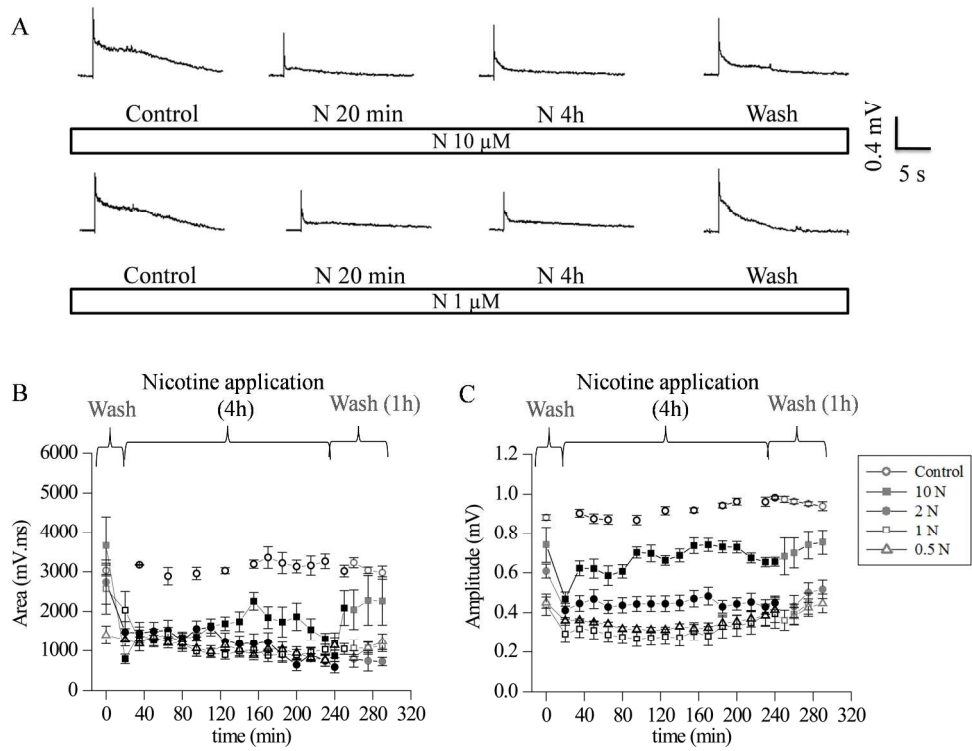 A
Control N 20 min N 4h Wash
N 10 µM
0.4 mV
5 s
Control N 20 min N 4h Wash
N 1 µM
B
Wash
Nicotine application
(4h)
Wash (1h)
6000
5000
4000
3000
2000
1000
0
Area (mV.ms)
0 40 80 120 160 200 240 280 320
time (min)
C
Wash
Nicotine application
(4h)
Wash (1h)
1.2
1.0
0.8
0.6
0.4
0.2
0.0
Amplitude (mV)
0 40 80 120 160 200 240 280 320
time (min)
Control
10 N
2 N
1 N
0.5 N